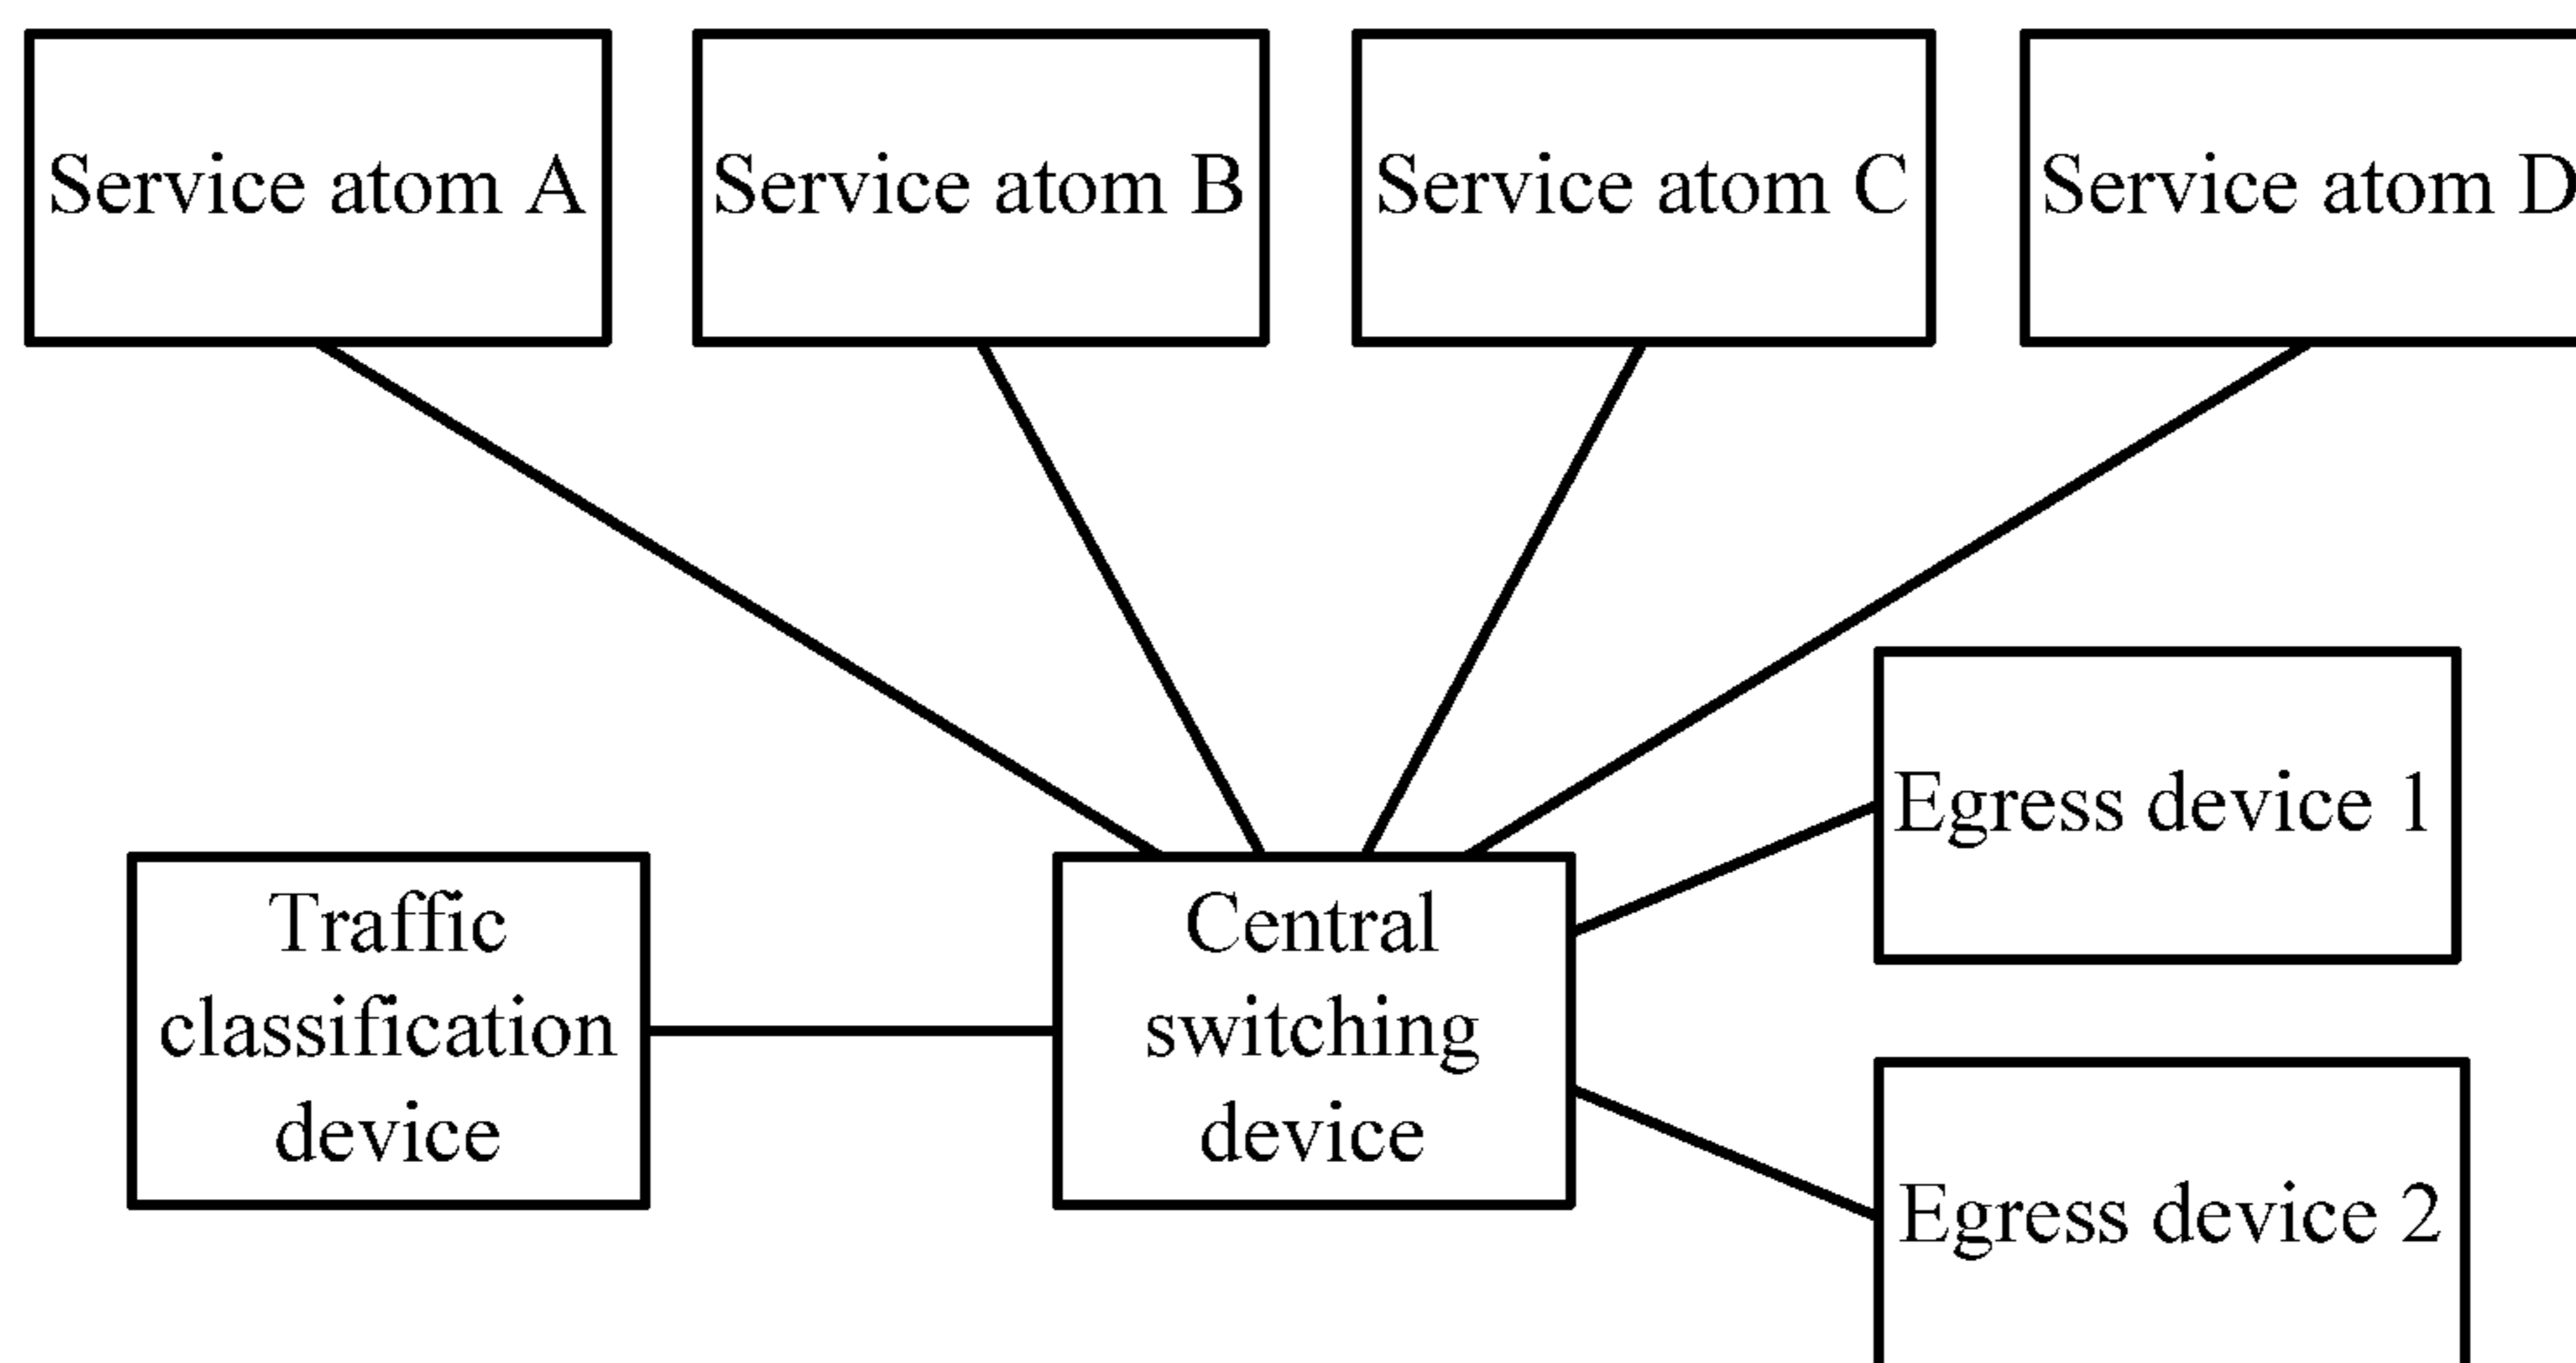 Service atom A
Service atom B
Service atom C
Service atom D
Egress device 1
Traffic
classification
device
Central
switching
device
Egress device 2